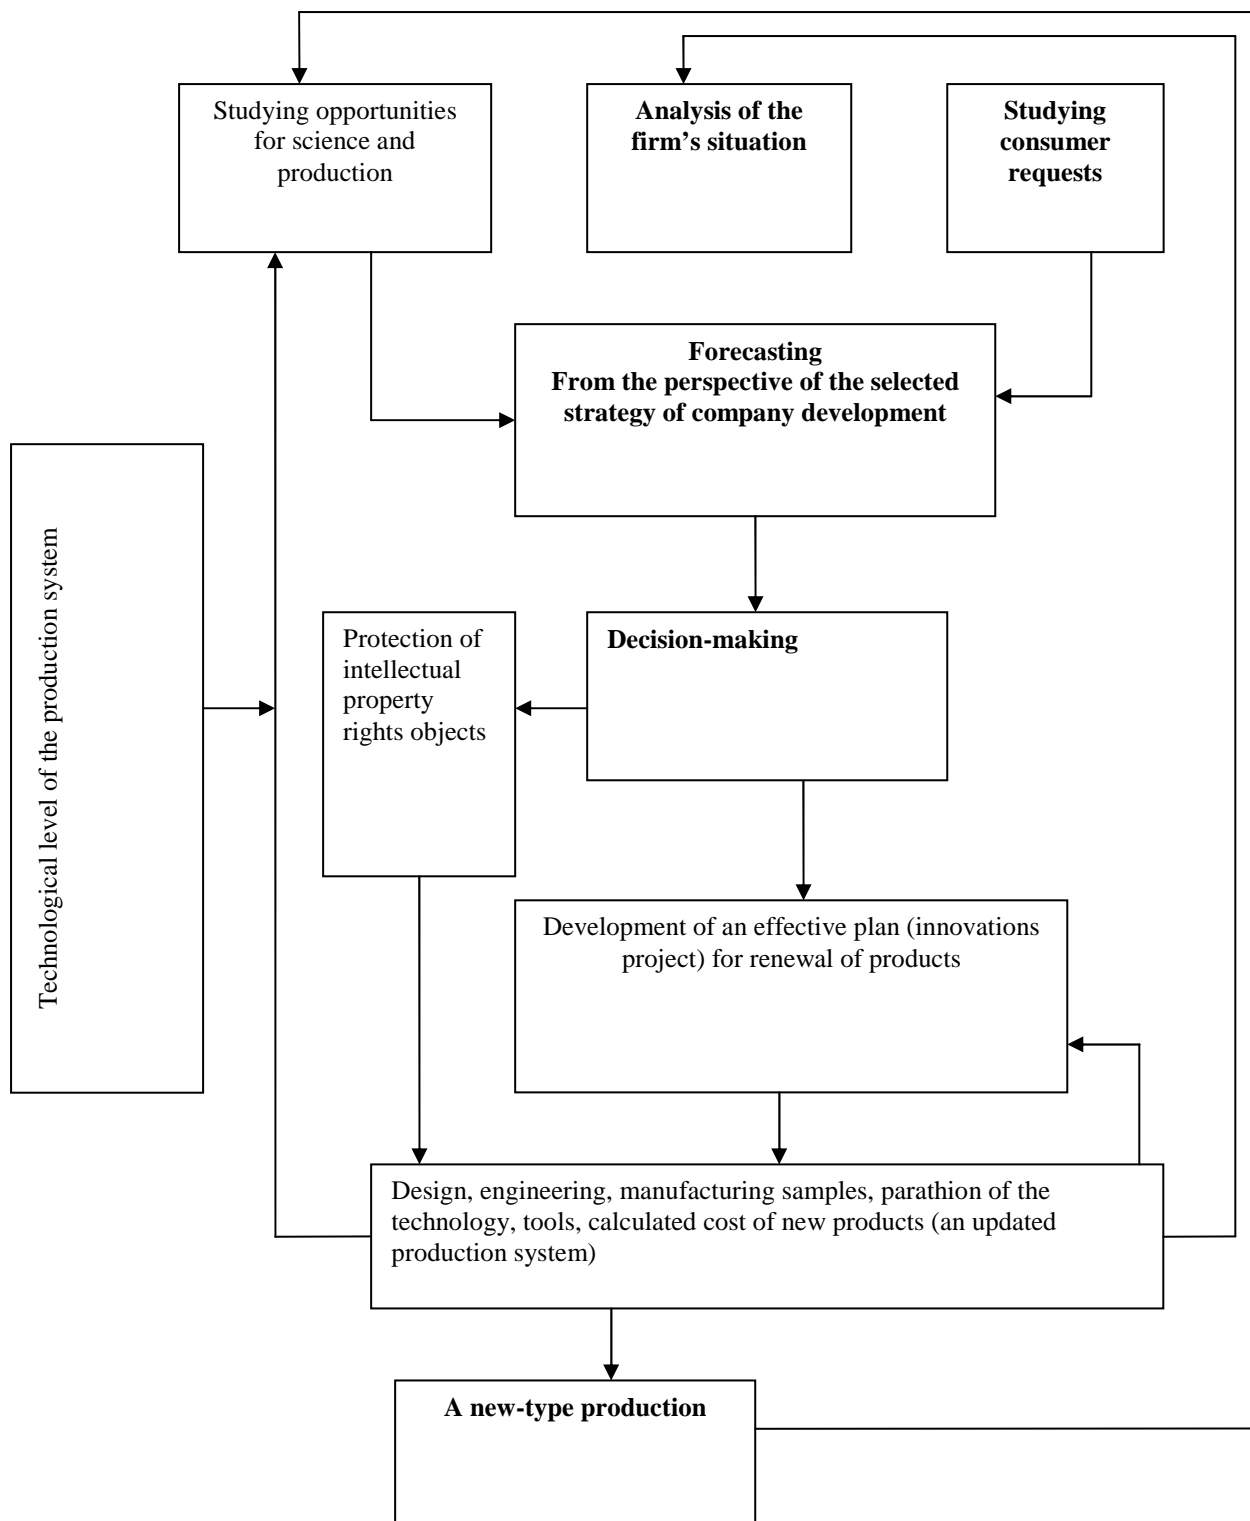 Studying opportunities
for science and
production
Analysis of the
firm’s situation
Studying
consumer
requests
Forecasting
From the perspective of the selected
strategy of company development
Technological level of the production system
Protection of
intellectual
property
rights objects
Decision-making
Development of an effective plan (innovations
project) for renewal of products
Design, engineering, manufacturing samples, parathion of the
technology, tools, calculated cost of new products (an updated
production system)
A new-type production